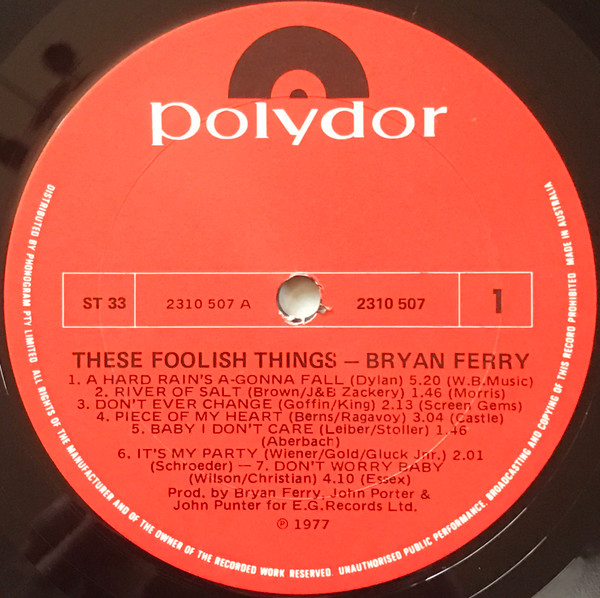 polydor
ST 33
2310 507 A
2310 507
1
THESE FOOLISH THINGS — BRYAN FERRY
1. A HARD RAIN'S A-GONNA FALL (Dylan) 5.20 (W.B.Music)
2. RIVER OF SALT (Brown/J&B Zackery) 1.46 (Morris)
3. DON'T EVER CHANGE (Goffin/King) 2.13 (Screen Gems)
4. PIECE OF MY HEART (Berns/Ragavoy) 3.04 (Castle)
5. BABY I DON'T CARE (Leiber/Stoller) 1.46
(Aberbach)
6. IT'S MY PARTY (Wiener/Gold/Gluck Jnr.) 2.01
(Schroeder) — 7. DON'T WORRY BABY
(Wilson/Christian) 4.10 (Essex)
Prod. by Bryan Ferry, John Porter &
John Punter for E.G.Records Ltd.
℗ 1977
DISTRIBUTED BY PHONOGRAM PTY LIMITED ALL RIGHTS OF THE MANUFACTURER AND OF THE OWNER OF THE RECORDED WORK RESERVED. UNAUTHORISED PUBLIC PERFORMANCE, BROADCASTING AND COPYING OF THIS RECORD PROHIBITED MADE IN AUSTRALIA